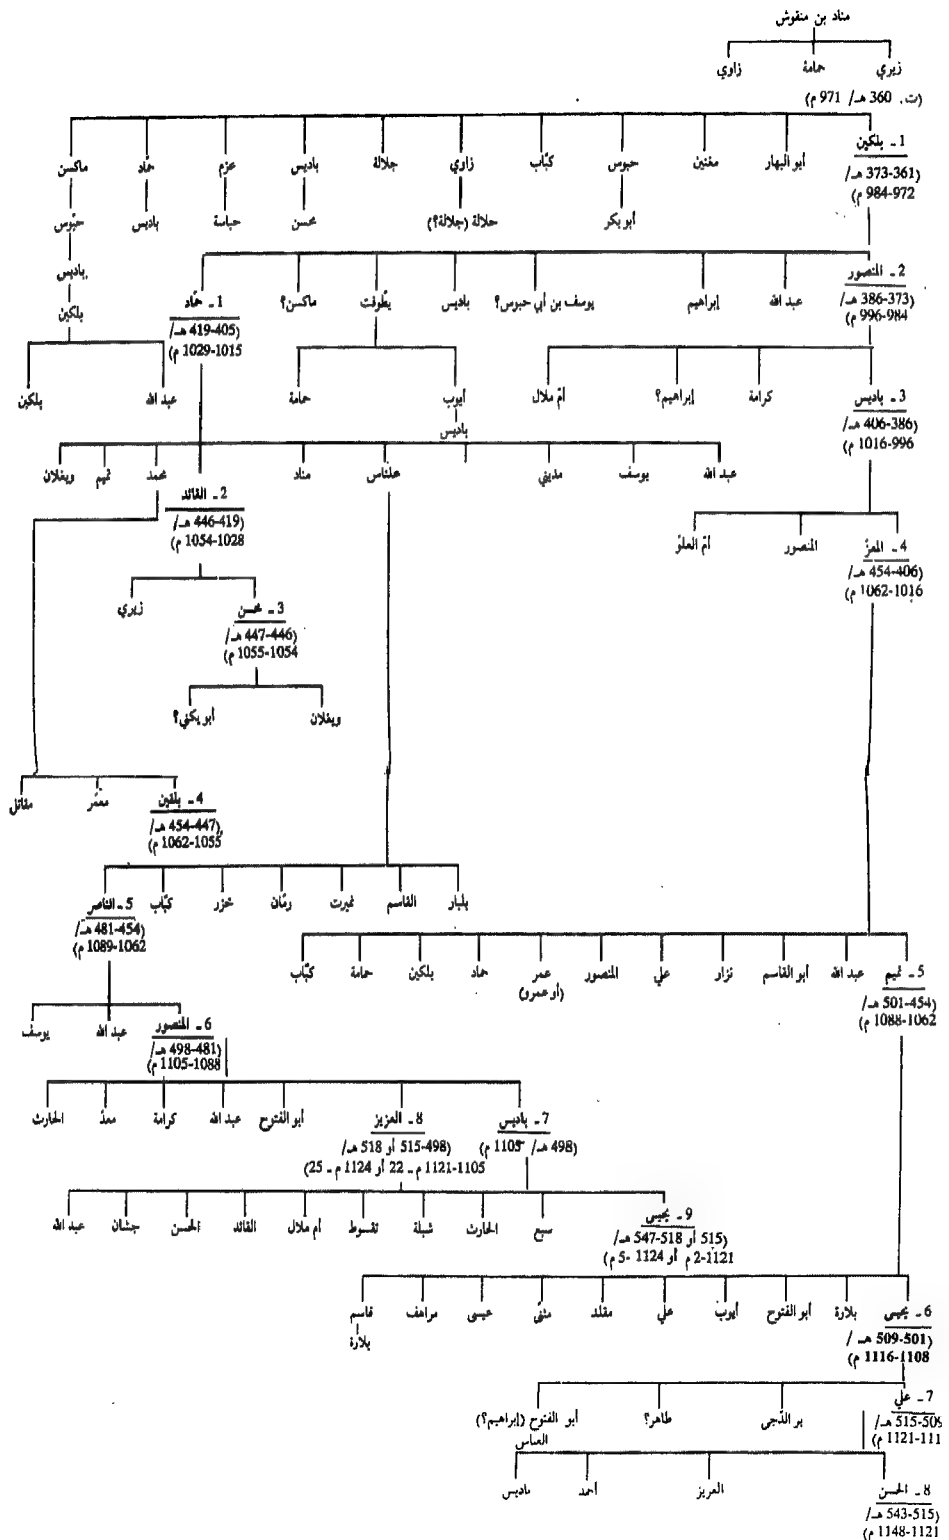 مناد بن منقوش
زيري حمامة زاوي
(ت. 360 هـ/ 971 م)
1 ـ بلكين أبو البهار مغنين حبوس كبّاب زاوي جلالة باديس عزم حمّاد ماكسن
(361-373 هـ/
972-984 م)
أبو بكر حلالة (جلالة؟) محسن حباسة باديس حبّوس
باديس
بلكين
عبد الله بلكين
2 ـ المنصور عبد الله إبراهيم يوسف بن أبي حبوس؟ باديس يطّوفت ماكسن؟ 1 ـ حمّاد
(373-386 هـ/
984-996 م)
(405-419 هـ/
1015-1029 م)
3 ـ باديس كرامة إبراهيم؟ أمّ ملال أيوب حمامة
(386-406 هـ/
996-1016 م)
باديس
عبد الله يوسف مديني علناس مناد محمد تميم ويغلان
2 ـ القائد
(419-446 هـ/
1028-1054 م)
4 ـ المعزّ المنصور أمّ العلوّ
(406-454 هـ/
1016-1062 م)
3 ـ محسن زيري
(446-447 هـ/
1054-1055 م)
ويغلان أبو يكني؟
4 ـ بلقين معمّر مقاتل
(447-454 هـ/
1055-1062 م)
بلبار القاسم نميرت رمّان خزر كبّاب 5 ـ الناصر
(454-481 هـ/
1062-1089 م)
5 ـ تميم عبد الله أبو القاسم نزار علي المنصور عمر حماد بلكين حمامة كبّاب
(أو عمرو)
(454-501 هـ/
1062-1088 م)
6 ـ المنصور عبد الله يوسف
(481-498 هـ/
1088-1105 م)
7 ـ باديس 8 ـ العزيز أبو الفتوح عبد الله كرامة معدّ الحارث
(498 هـ/ 1105 م)
(498-515 أو 518 هـ/
1105-1121 م ـ 22 أو 1124 م ـ 25)
9 ـ يحيى سبع الحارث شبلة تقسوط أم ملال القائد الحسن جشان عبد الله
(515 أو 518-547 هـ/
1121-2 م أو 1124 -5 م)
6 ـ يحيى بلارة أبو الفتوح أيوب علي مقلد مثنّى عيسى مراهف قاسم
بلارة
(501-509 هـ/
1108-1116 م)
7 ـ علي بر الدّجى طاهر؟ أبو الفتوح (إبراهيم؟)
العباس
(509-515 هـ/
111-1121 م)
8 ـ الحسن العزيز أحمد باديس
(515-543 هـ/
1121-1148 م)